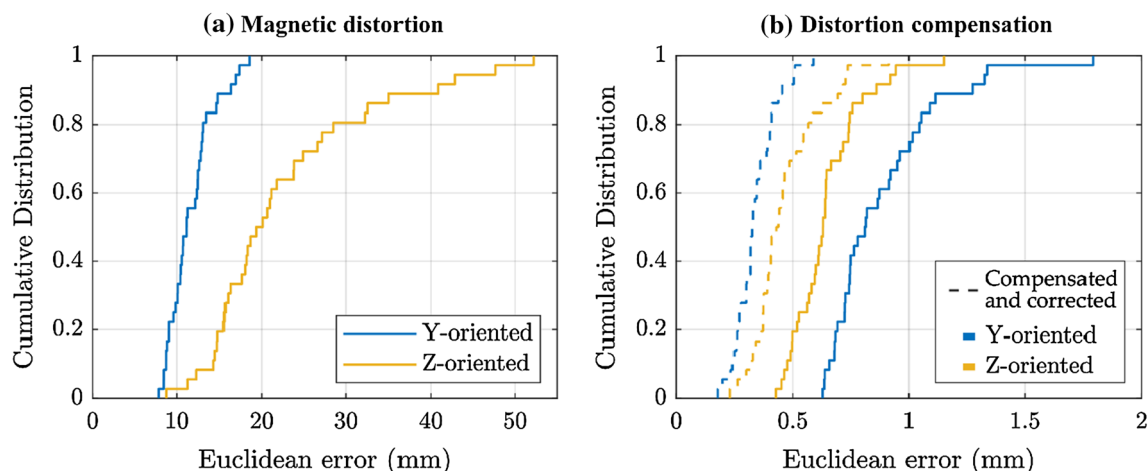 (a) Magnetic distortion
1
0.8
0.6
0.4
0.2
0
Cumulative Distribution
0 10 20 30 40 50
Euclidean error (mm)
Y-oriented
Z-oriented
(b) Distortion compensation
1
0.8
0.6
0.4
0.2
0
Cumulative Distribution
0 0.5 1 1.5 2
Euclidean error (mm)
Compensated
and corrected
Y-oriented
Z-oriented